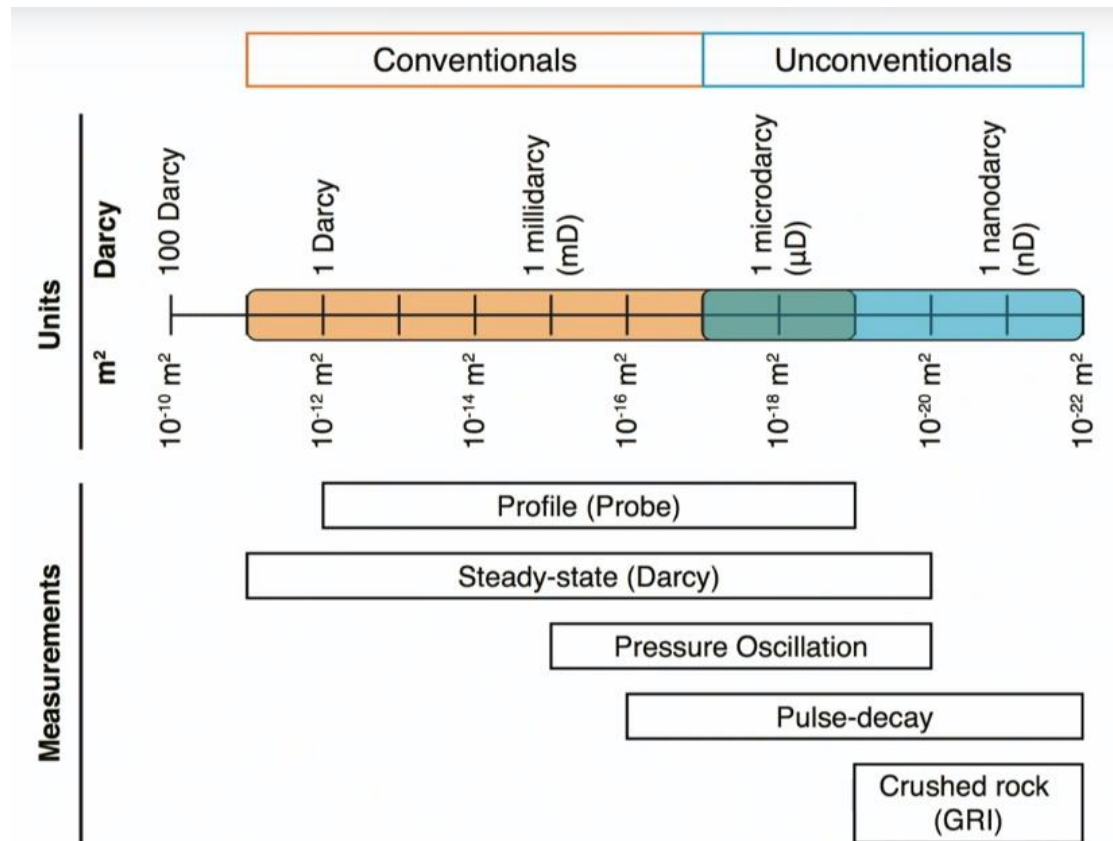 Conventionals
Unconventionals
Units
Darcy
100 Darcy
1 Darcy
1 millidarcy
(mD)
1 microdarcy
(µD)
1 nanodarcy
(nD)
m²
10⁻¹⁰ m²
10⁻¹² m²
10⁻¹⁴ m²
10⁻¹⁶ m²
10⁻¹⁸ m²
10⁻²⁰ m²
10⁻²² m²
Measurements
Profile (Probe)
Steady-state (Darcy)
Pressure Oscillation
Pulse-decay
Crushed rock
(GRI)